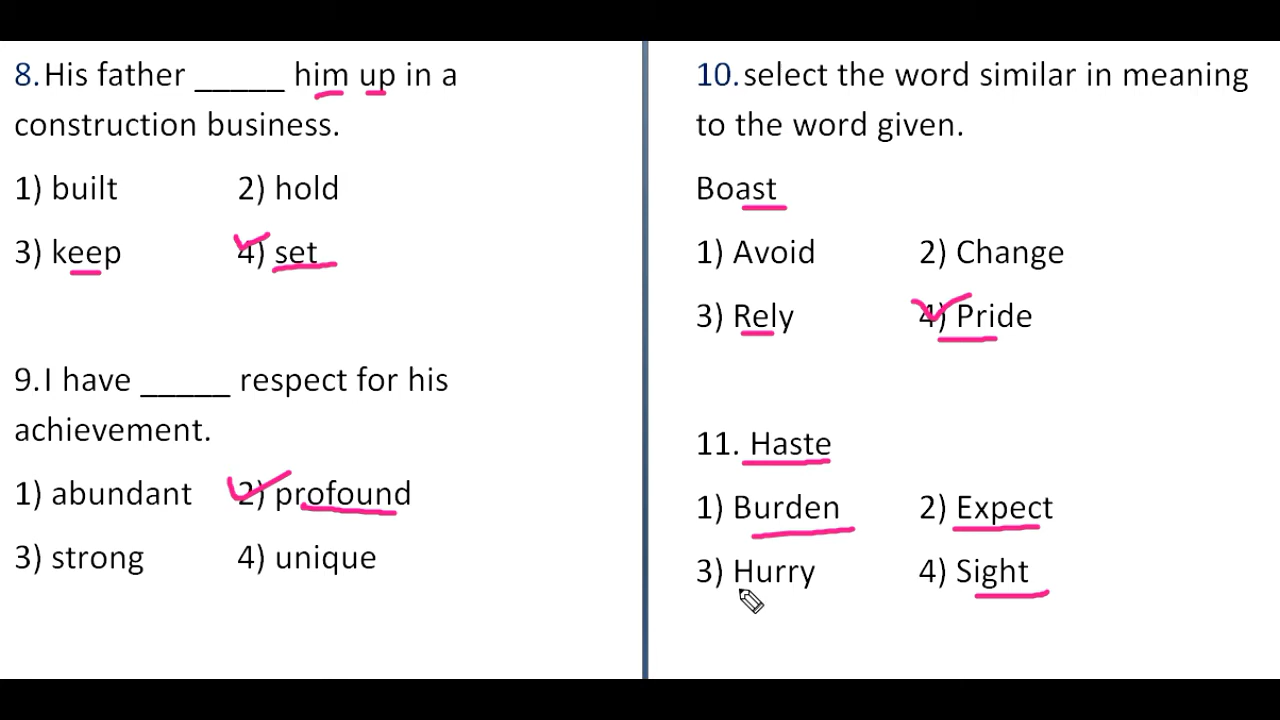 8.His father _____ him up in a
construction business.
1) built 2) hold
3) keep 4) set
9.I have _____ respect for his
achievement.
1) abundant 2) profound
3) strong 4) unique
10.select the word similar in meaning
to the word given.
Boast
1) Avoid 2) Change
3) Rely 4) Pride
11. Haste
1) Burden 2) Expect
3) Hurry 4) Sight